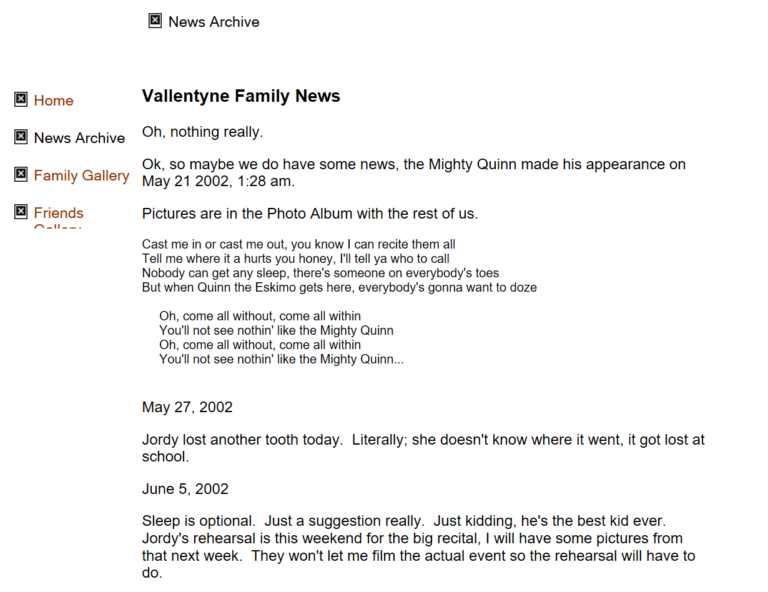 News Archive
Home
News Archive
Family Gallery
Friends
Gallery
Vallentyne Family News
Oh, nothing really.
Ok, so maybe we do have some news, the Mighty Quinn made his appearance on
May 21 2002, 1:28 am.
Pictures are in the Photo Album with the rest of us.
Cast me in or cast me out, you know I can recite them all
Tell me where it a hurts you honey, I'll tell ya who to call
Nobody can get any sleep, there's someone on everybody's toes
But when Quinn the Eskimo gets here, everybody's gonna want to doze
Oh, come all without, come all within
You'll not see nothin' like the Mighty Quinn
Oh, come all without, come all within
You'll not see nothin' like the Mighty Quinn...
May 27, 2002
Jordy lost another tooth today.  Literally; she doesn't know where it went, it got lost at
school.
June 5, 2002
Sleep is optional.  Just a suggestion really.  Just kidding, he's the best kid ever.
Jordy's rehearsal is this weekend for the big recital, I will have some pictures from
that next week.  They won't let me film the actual event so the rehearsal will have to
do.